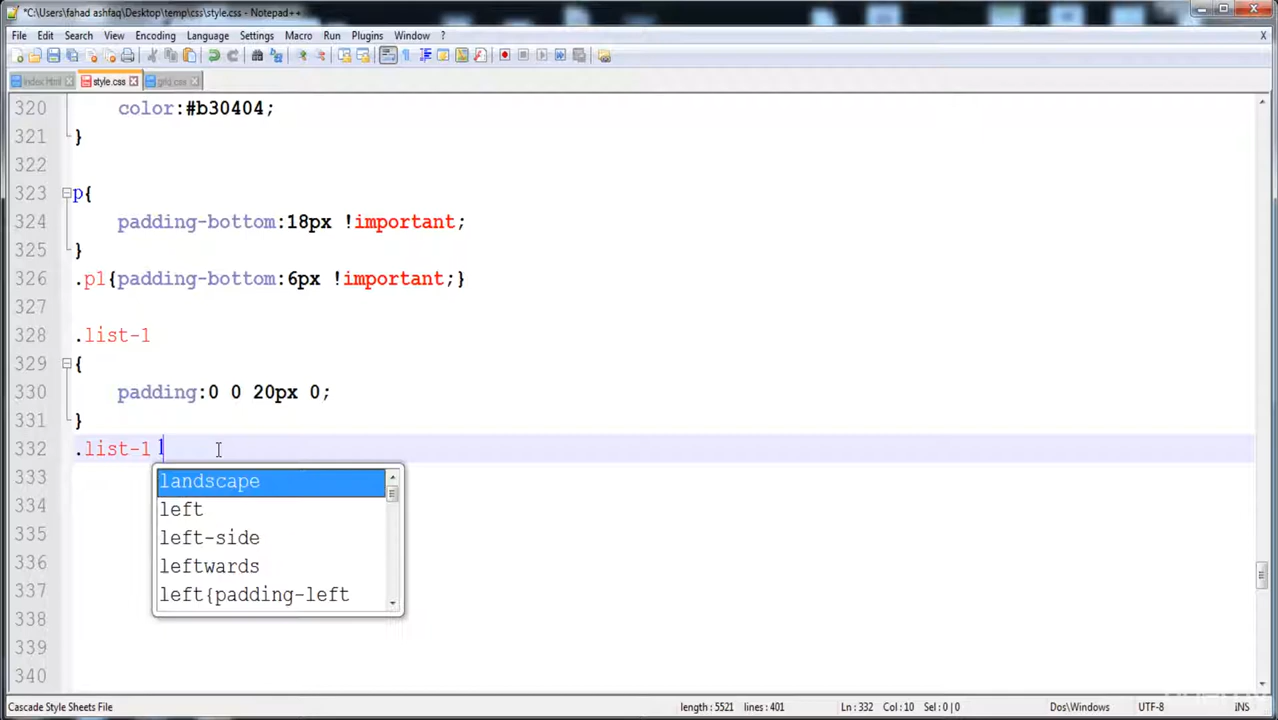 *C:\Users\fahad ashfaq\Desktop\temp\css\style.css - Notepad++
File Edit Search View Encoding Language Settings Macro Run Plugins Window ? X
index.html style.css grid.css
320 color:#b30404;
321 }
322
323 p{
324 padding-bottom:18px !important;
325 }
326 .p1{padding-bottom:6px !important;}
327
328 .list-1
329 {
330 padding:0 0 20px 0;
331 }
332 .list-1 l
333 landscape
334 left
335 left-side
336 leftwards
337 left{padding-left
338
339
340
Cascade Style Sheets File length : 5521 lines : 401 Ln : 332 Col : 10 Sel : 0 | 0 Dos\Windows UTF-8 INS